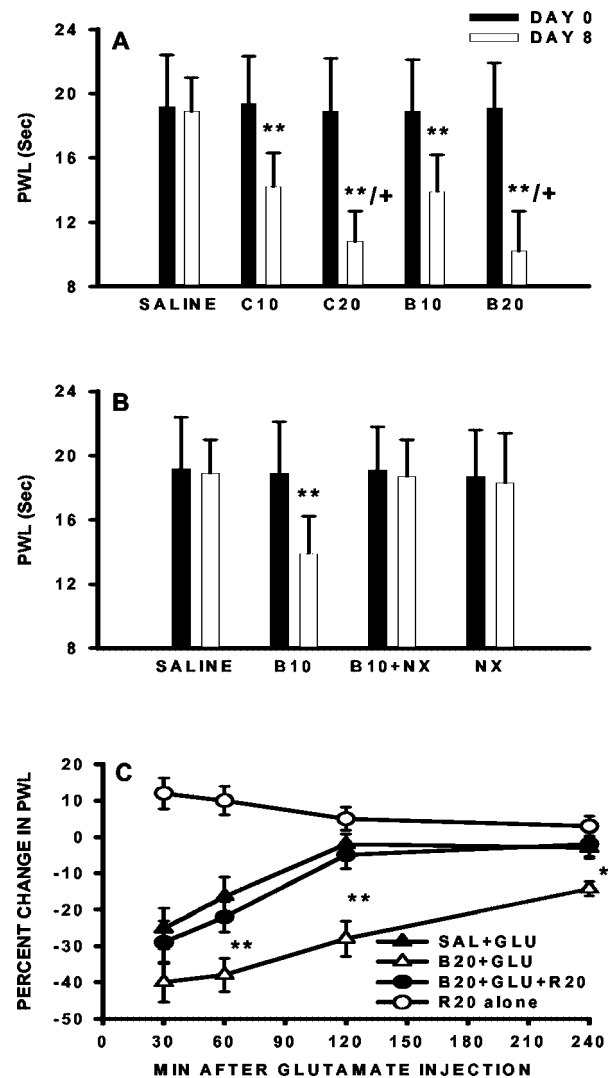 DAY 0
DAY 8
A
24
20
16
12
8
PWL (Sec)
**
**/+
**
**/+
SALINE C10 C20 B10 B20
B
24
20
16
12
8
PWL (Sec)
**
SALINE B10 B10+NX NX
C
20
10
0
-10
-20
-30
-40
-50
PERCENT CHANGE IN PWL
**
**
*
SAL+GLU
B20+GLU
B20+GLU+R20
R20 alone
0 30 60 90 120 150 180 210 240
MIN AFTER GLUTAMATE INJECTION